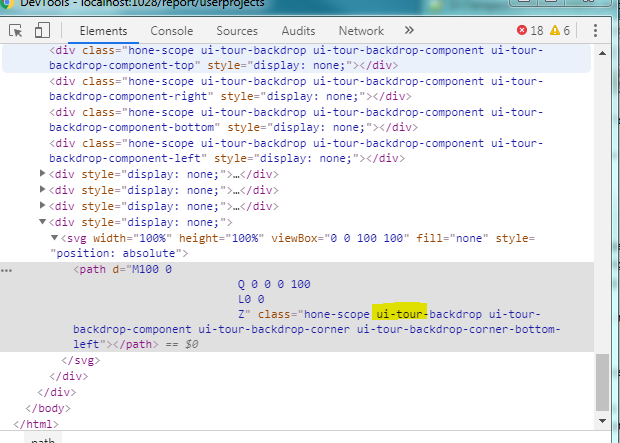 DevTools - localhost:1028/report/userprojects
Elements Console Sources Audits Network » 18 6
<div class="hone-scope ui-tour-backdrop ui-tour-backdrop-component ui-tour-
backdrop-component-top" style="display: none;"></div>
<div class="hone-scope ui-tour-backdrop ui-tour-backdrop-component ui-tour-
backdrop-component-right" style="display: none;"></div>
<div class="hone-scope ui-tour-backdrop ui-tour-backdrop-component ui-tour-
backdrop-component-bottom" style="display: none;"></div>
<div class="hone-scope ui-tour-backdrop ui-tour-backdrop-component ui-tour-
backdrop-component-left" style="display: none;"></div>
<div style="display: none;">…</div>
<div style="display: none;">…</div>
<div style="display: none;">…</div>
<div style="display: none;">
<svg width="100%" height="100%" viewBox="0 0 100 100" fill="none" style=
"position: absolute">
<path d="M100 0
Q 0 0 0 100
L0 0
Z" class="hone-scope ui-tour-backdrop ui-tour-
backdrop-component ui-tour-backdrop-corner ui-tour-backdrop-corner-bottom-
left"></path> == $0
</svg>
</div>
</div>
</body>
</html>
path